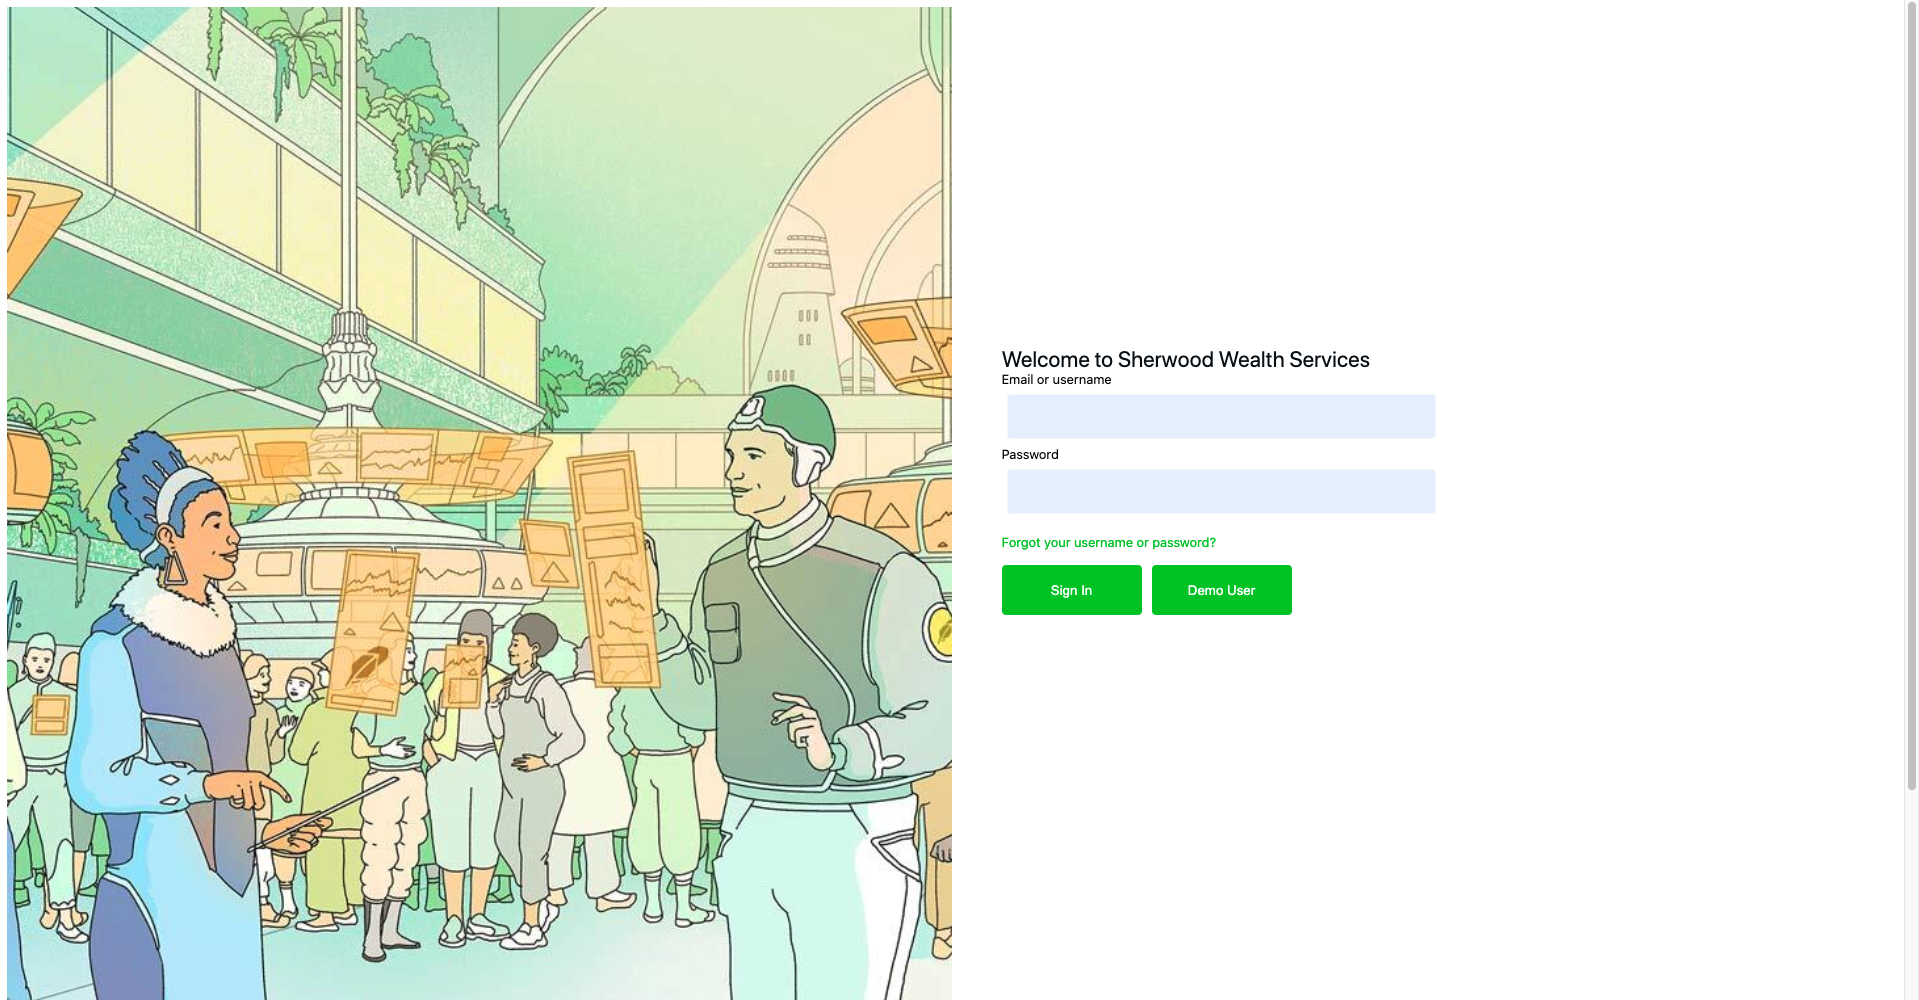 Welcome to Sherwood Wealth Services
Email or username
Password
Forgot your username or password?
Sign In
Demo User